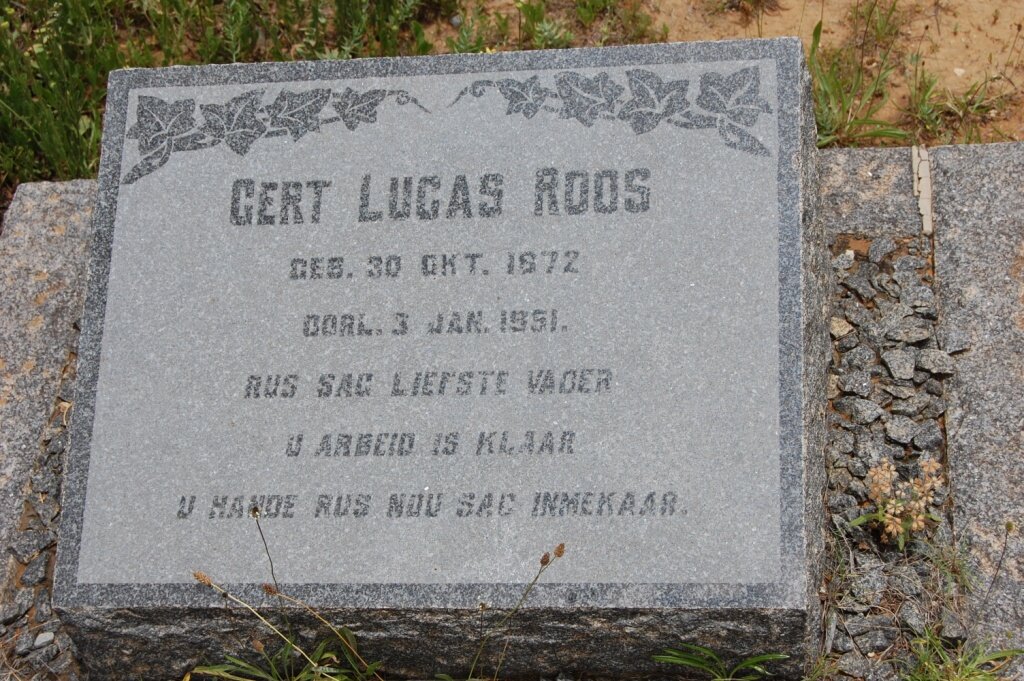 GERT LUCAS ROOS
GEB. 30 OKT. 1872
OORL. 3 JAN. 1951.
RUS SAG LIEFSTE VADER
U ARBEID IS KLAAR
U HANDE RUS NOU SAG INMEKAAR.